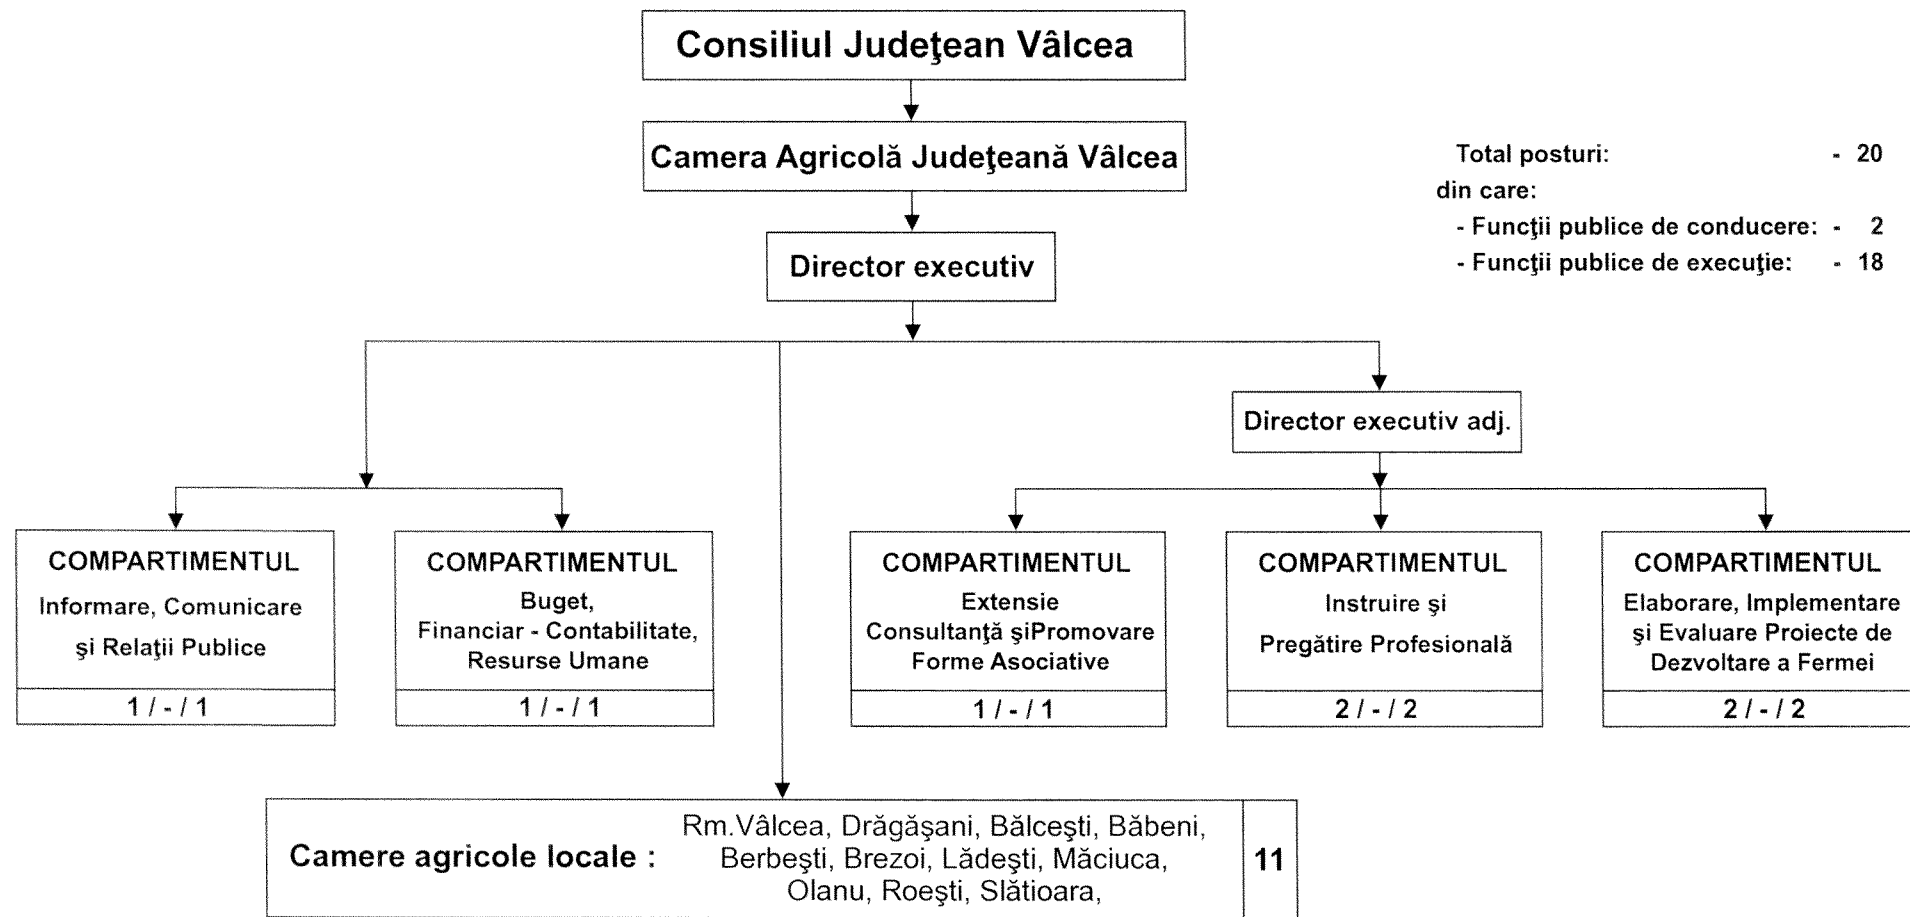 Consiliul Judeţean Vâlcea
Camera Agricolă Judeţeană Vâlcea
Total posturi: - 20
din care:
- Funcţii publice de conducere: - 2
- Funcţii publice de execuţie: - 18
Director executiv
Director executiv adj.
COMPARTIMENTUL
Informare, Comunicare
şi Relaţii Publice
1 / - / 1
COMPARTIMENTUL
Buget,
Financiar - Contabilitate,
Resurse Umane
1 / - / 1
COMPARTIMENTUL
Extensie
Consultanţă şiPromovare
Forme Asociative
1 / - / 1
COMPARTIMENTUL
Instruire şi
Pregătire Profesională
2 / - / 2
COMPARTIMENTUL
Elaborare, Implementare
şi Evaluare Proiecte de
Dezvoltare a Fermei
2 / - / 2
Camere agricole locale :
Rm.Vâlcea, Drăgăşani, Bălceşti, Băbeni,
Berbeşti, Brezoi, Lădeşti, Măciuca,
Olanu, Roeşti, Slătioara,
11